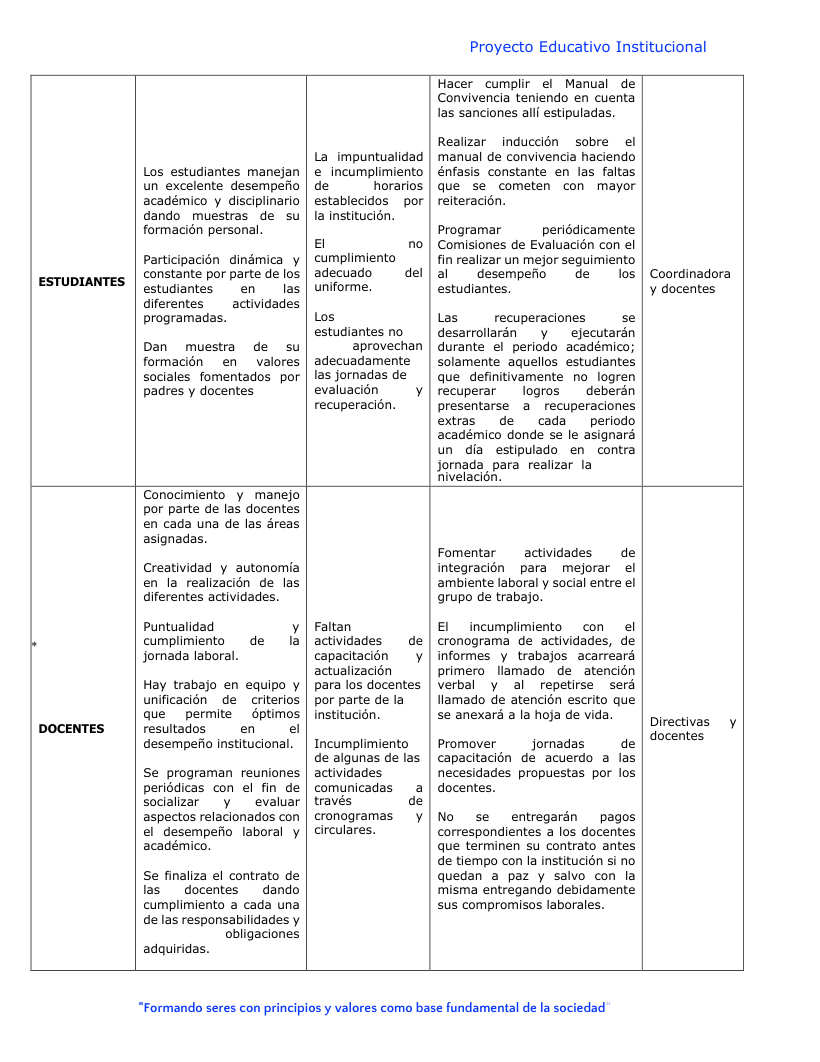 Proyecto Educativo Institucional
ESTUDIANTES
Los estudiantes manejan
un excelente desempeño
académico y disciplinario
dando muestras de su
formación personal.
Participación dinámica y
constante por parte de los
estudiantes en las
diferentes actividades
programadas.
Dan muestra de su
formación en valores
sociales fomentados por
padres y docentes
La impuntualidad
e incumplimiento
de horarios
establecidos por
la institución.
El no
cumplimiento
adecuado del
uniforme.
Los
estudiantes no
aprovechan
adecuadamente
las jornadas de
evaluación y
recuperación.
Hacer cumplir el Manual de
Convivencia teniendo en cuenta
las sanciones allí estipuladas.
Realizar inducción sobre el
manual de convivencia haciendo
énfasis constante en las faltas
que se cometen con mayor
reiteración.
Programar periódicamente
Comisiones de Evaluación con el
fin realizar un mejor seguimiento
al desempeño de los
estudiantes.
Las recuperaciones se
desarrollarán y ejecutarán
durante el periodo académico;
solamente aquellos estudiantes
que definitivamente no logren
recuperar logros deberán
presentarse a recuperaciones
extras de cada periodo
académico donde se le asignará
un día estipulado en contra
jornada para realizar la
nivelación.
Coordinadora
y docentes
*
DOCENTES
Conocimiento y manejo
por parte de los docentes
en cada una de las áreas
asignadas.
Creatividad y autonomía
en la realización de las
diferentes actividades.
Puntualidad y
cumplimiento de la
jornada laboral.
Hay trabajo en equipo y
unificación de criterios
que permite óptimos
resultados en el
desempeño institucional.
Se programan reuniones
periódicas con el fin de
socializar y evaluar
aspectos relacionados con
el desempeño laboral y
académico.
Se finaliza el contrato de
las docentes dando
cumplimiento a cada una
de las responsabilidades y
obligaciones
adquiridas.
Faltan
actividades de
capacitación y
actualización
para los docentes
por parte de la
institución.
Incumplimiento
de algunas de las
actividades
comunicadas a
través de
cronogramas y
circulares.
Fomentar actividades de
integración para mejorar el
ambiente laboral y social entre el
grupo de trabajo.
El incumplimiento con el
cronograma de actividades, de
informes y trabajos acarreará
primero llamado de atención
verbal y al repetirse será
llamado de atención escrito que
se anexará a la hoja de vida.
Promover jornadas de
capacitación de acuerdo a las
necesidades propuestas por los
docentes.
No se entregarán pagos
correspondientes a los docentes
que terminen su contrato antes
de tiempo con la institución si no
quedan a paz y salvo con la
misma entregando debidamente
sus compromisos laborales.
Directivas y
docentes
"Formando seres con principios y valores como base fundamental de la sociedad"